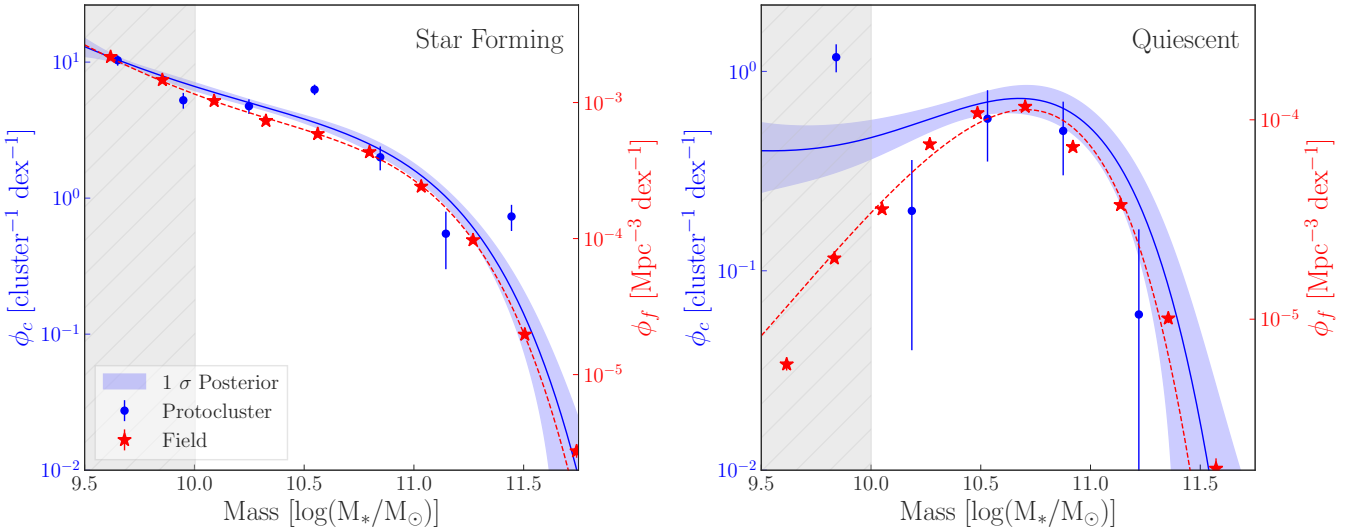 Star Forming
10¹
10⁰
10⁻¹
10⁻²
ϕ_c [cluster⁻¹ dex⁻¹]
10⁻³
10⁻⁴
10⁻⁵
ϕ_f [Mpc⁻³ dex⁻¹]
1 σ Posterior
Protocluster
Field
9.5 10.0 10.5 11.0 11.5
Mass [log(M_*/M_⊙)]
Quiescent
10⁰
10⁻¹
10⁻²
ϕ_c [cluster⁻¹ dex⁻¹]
10⁻⁴
10⁻⁵
ϕ_f [Mpc⁻³ dex⁻¹]
9.5 10.0 10.5 11.0 11.5
Mass [log(M_*/M_⊙)]